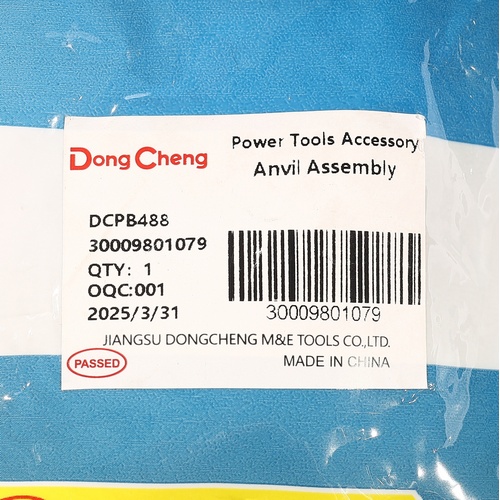 Dong Cheng
Power Tools Accessory
Anvil Assembly
DCPB488
30009801079
QTY: 1
OQC:001
2025/3/31
30009801079
JIANGSU DONGCHENG M&E TOOLS CO.,LTD.
PASSED
MADE IN CHINA